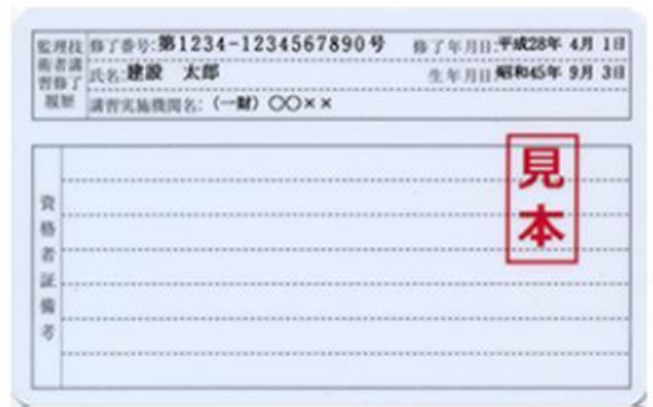 監理技術者講習修了履歴
修了番号:第1234-1234567890号 修了年月日:平成28年 4月 1日
氏名:建設 太郎 生年月日:昭和45年 9月 3日
講習実施機関名:(一財)〇〇××
見本
資格者証備考